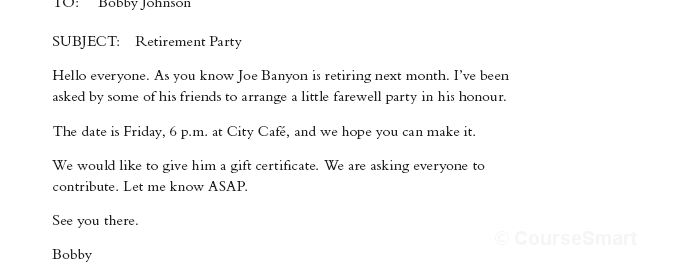 TO: Bobby Johnson
SUBJECT: Retirement Party
Hello everyone. As you know Joe Banyon is retiring next month. I've been
asked by some of his friends to arrange a little farewell party in his honour.
The date is Friday, 6 p.m. at City Café, and we hope you can make it.
We would like to give him a gift certificate. We are asking everyone to
contribute. Let me know ASAP.
See you there.
© CourseSmart
Bobby